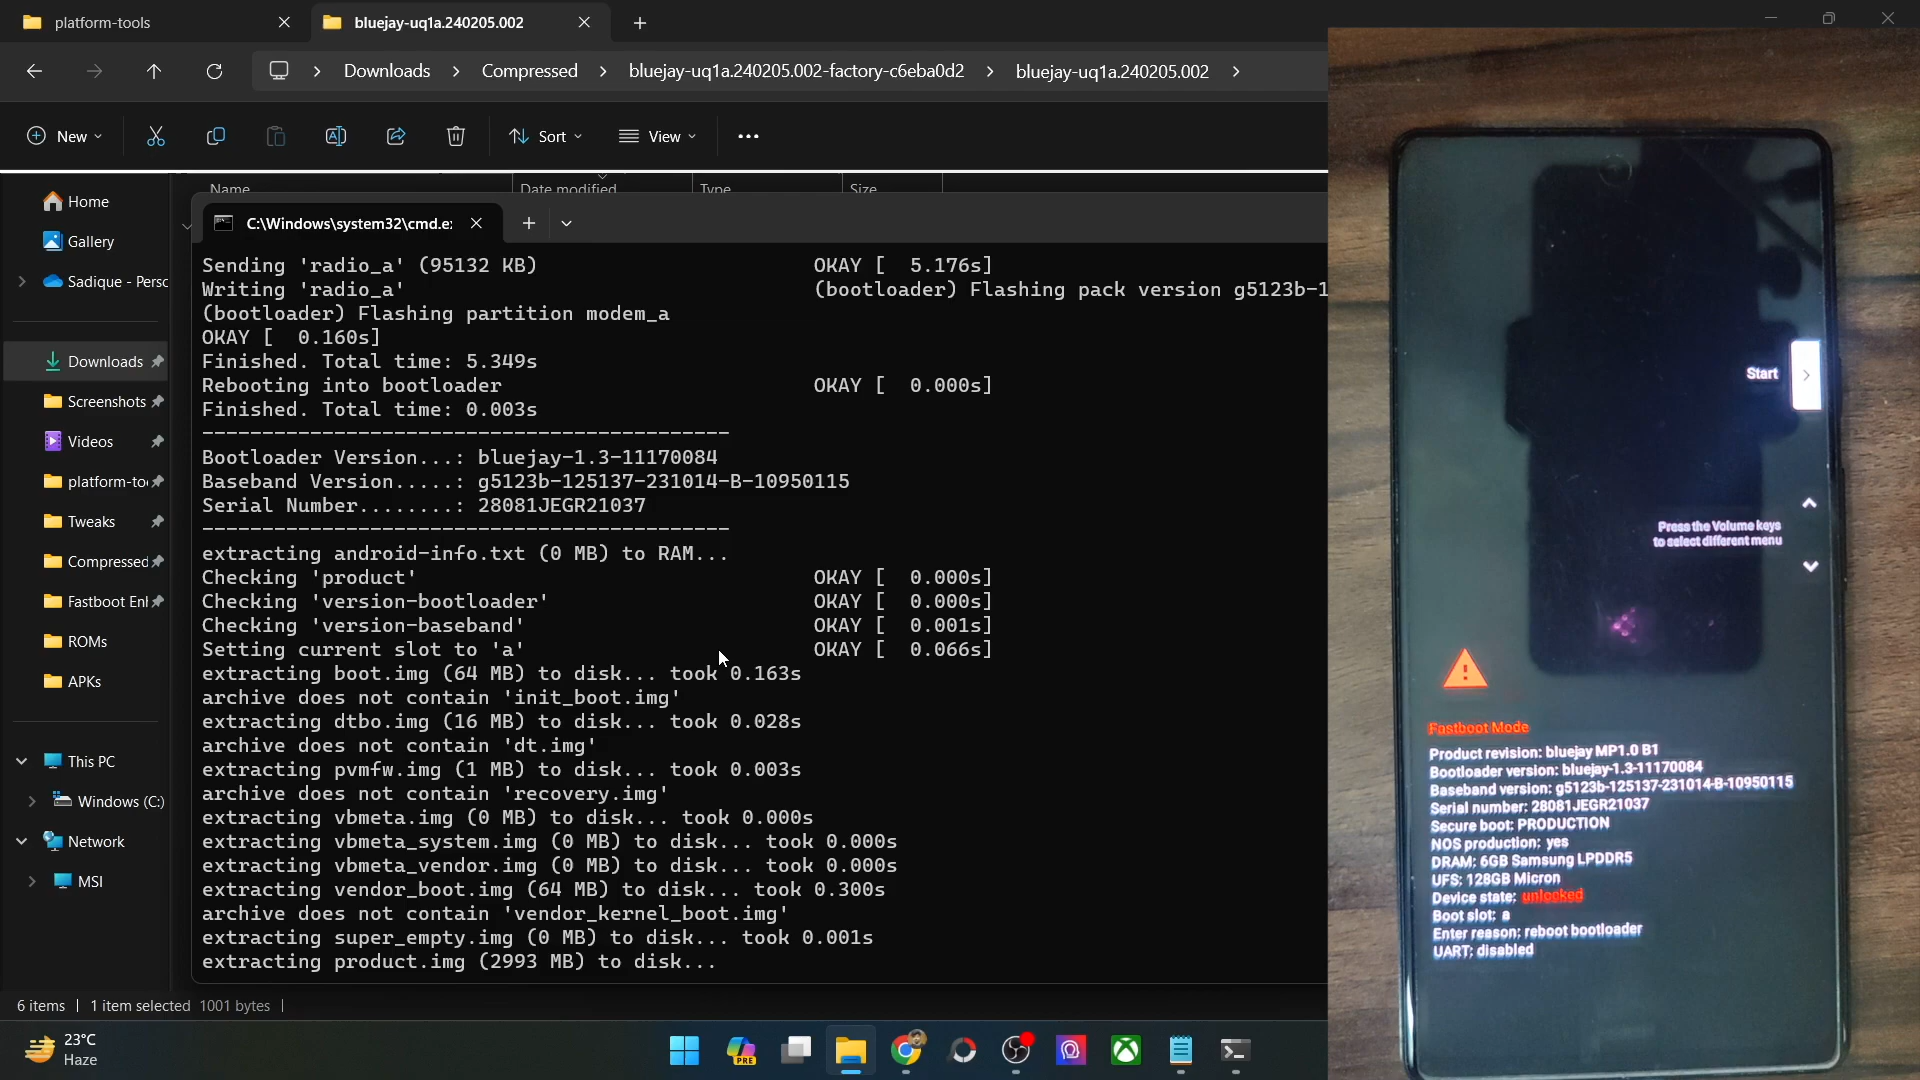 platform-tools
bluejay-uq1a.240205.002
Downloads > Compressed > bluejay-uq1a.240205.002-factory-c6eba0d2 > bluejay-uq1a.240205.002 >
New
Sort
View
Name
Date modified
Type
Size
Home
Gallery
Sadique - Persc
Downloads
Screenshots
Videos
platform-to
Tweaks
Compressed
Fastboot Enl
ROMs
APKs
This PC
Windows (C:)
Network
MSI
C:\Windows\system32\cmd.e:
Sending 'radio_a' (95132 KB) OKAY [ 5.176s]
Writing 'radio_a' (bootloader) Flashing pack version g5123b-1
(bootloader) Flashing partition modem_a
OKAY [ 0.160s]
Finished. Total time: 5.349s
Rebooting into bootloader OKAY [ 0.000s]
Finished. Total time: 0.003s
--------------------------------------------
Bootloader Version...: bluejay-1.3-11170084
Baseband Version.....: g5123b-125137-231014-B-10950115
Serial Number........: 28081JEGR21037
--------------------------------------------
extracting android-info.txt (0 MB) to RAM...
Checking 'product' OKAY [ 0.000s]
Checking 'version-bootloader' OKAY [ 0.000s]
Checking 'version-baseband' OKAY [ 0.001s]
Setting current slot to 'a' OKAY [ 0.066s]
extracting boot.img (64 MB) to disk... took 0.163s
archive does not contain 'init_boot.img'
extracting dtbo.img (16 MB) to disk... took 0.028s
archive does not contain 'dt.img'
extracting pvmfw.img (1 MB) to disk... took 0.003s
archive does not contain 'recovery.img'
extracting vbmeta.img (0 MB) to disk... took 0.000s
extracting vbmeta_system.img (0 MB) to disk... took 0.000s
extracting vbmeta_vendor.img (0 MB) to disk... took 0.000s
extracting vendor_boot.img (64 MB) to disk... took 0.300s
archive does not contain 'vendor_kernel_boot.img'
extracting super_empty.img (0 MB) to disk... took 0.001s
extracting product.img (2993 MB) to disk...
6 items | 1 item selected 1001 bytes |
23°C
Haze
PRE
Start
Press the Volume keys
to select different menu
Fastboot Mode
Product revision: bluejay MP1.0 B1
Bootloader version: bluejay-1.3-11170084
Baseband version: g5123b-125137-231014-B-10950115
Serial number: 28081JEGR21037
Secure boot: PRODUCTION
NOS production: yes
DRAM: 6GB Samsung LPDDR5
UFS: 128GB Micron
Device state: unlocked
Boot slot: a
Enter reason: reboot bootloader
UART: disabled